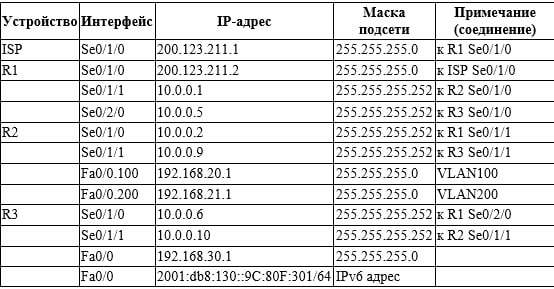 Устройство Интерфейс IP-адрес Маска подсети Примечание (соединение)
ISP Se0/1/0 200.123.211.1 255.255.255.0 к R1 Se0/1/0
R1 Se0/1/0 200.123.211.2 255.255.255.0 к ISP Se0/1/0
Se0/1/1 10.0.0.1 255.255.255.252 к R2 Se0/1/0
Se0/2/0 10.0.0.5 255.255.255.252 к R3 Se0/1/0
R2 Se0/1/0 10.0.0.2 255.255.255.252 к R1 Se0/1/1
Se0/1/1 10.0.0.9 255.255.255.252 к R3 Se0/1/1
Fa0/0.100 192.168.20.1 255.255.255.0 VLAN100
Fa0/0.200 192.168.21.1 255.255.255.0 VLAN200
R3 Se0/1/0 10.0.0.6 255.255.255.252 к R1 Se0/2/0
Se0/1/1 10.0.0.10 255.255.255.252 к R2 Se0/1/1
Fa0/0 192.168.30.1 255.255.255.0
Fa0/0 2001:db8:130::9C:80F:301/64 IPv6 адрес